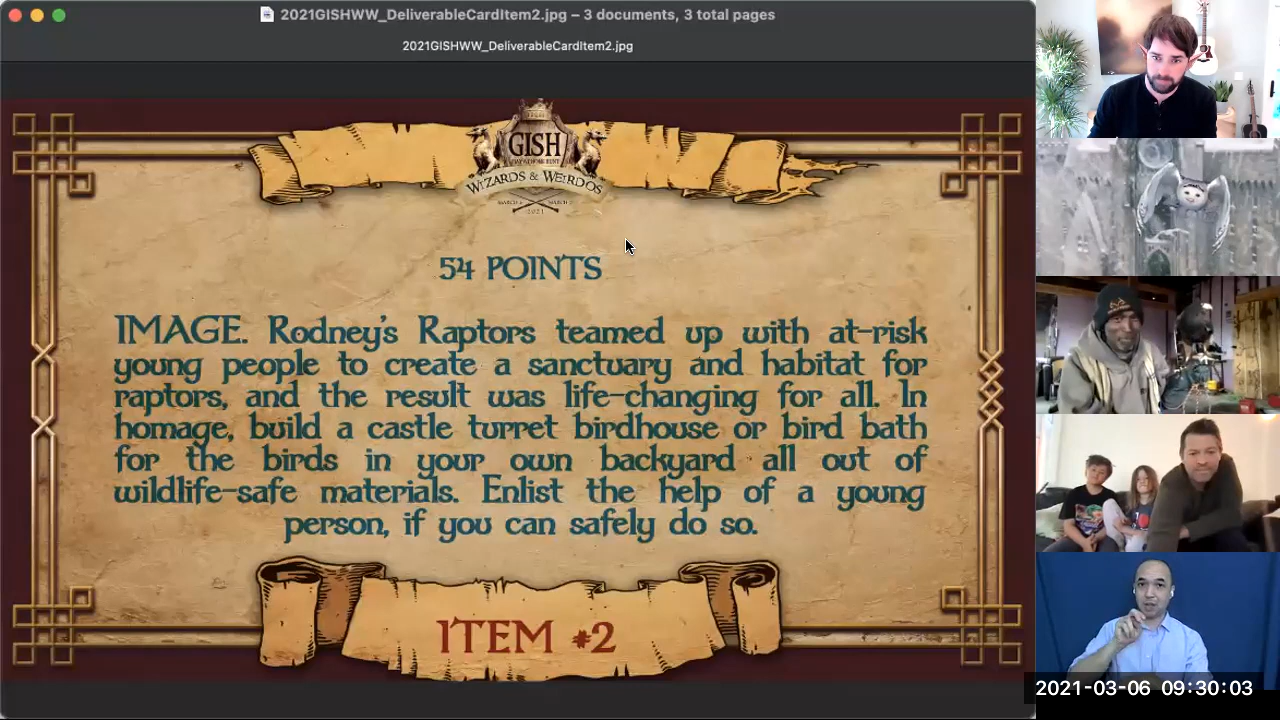 2021GISHWW_DeliverableCardItem2.jpg – 3 documents, 3 total pages
2021GISHWW_DeliverableCardItem2.jpg
GISH
WIZARDS & WEIRDOS
2021
54 POINTS
IMAGE. Rodney's Raptors teamed up with at-risk
young people to create a sanctuary and habitat for
raptors, and the result was life-changing for all. In
homage, build a castle turret birdhouse or bird bath
for the birds in your own backyard all out of
wildlife-safe materials. Enlist the help of a young
person, if you can safely do so.
ITEM #2
2021-03-06 09:30:03